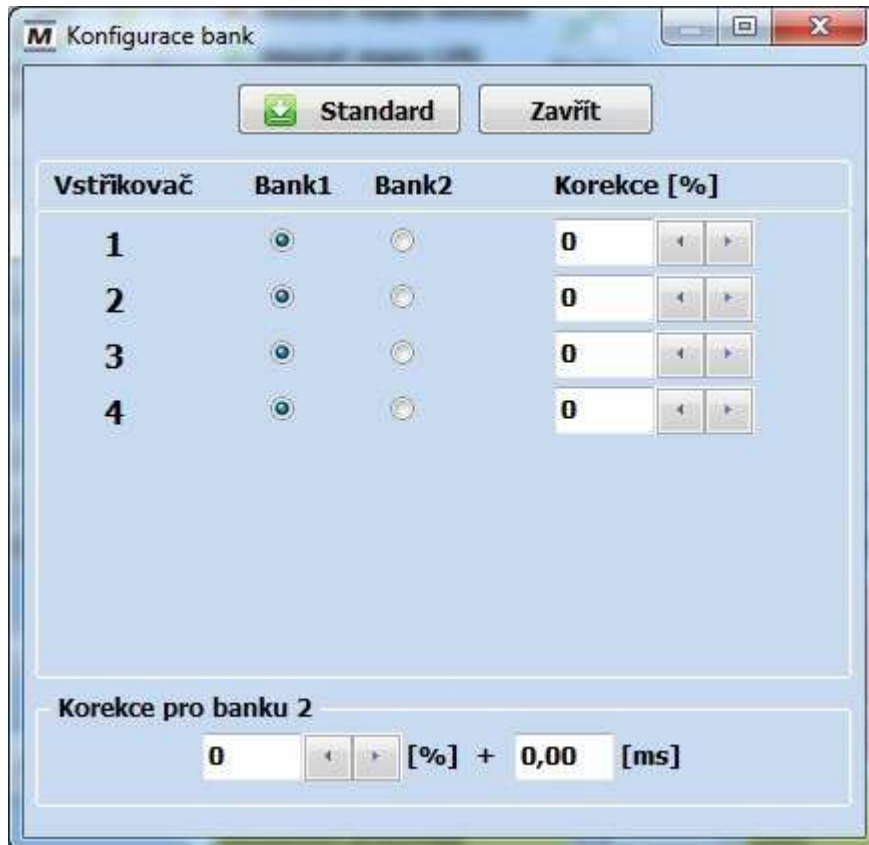 M Konfigurace bank
Standard Zavřít
Vstřikovač Bank1 Bank2 Korekce [%]
1 0
2 0
3 0
4 0
Korekce pro banku 2
0 [%] + 0,00 [ms]